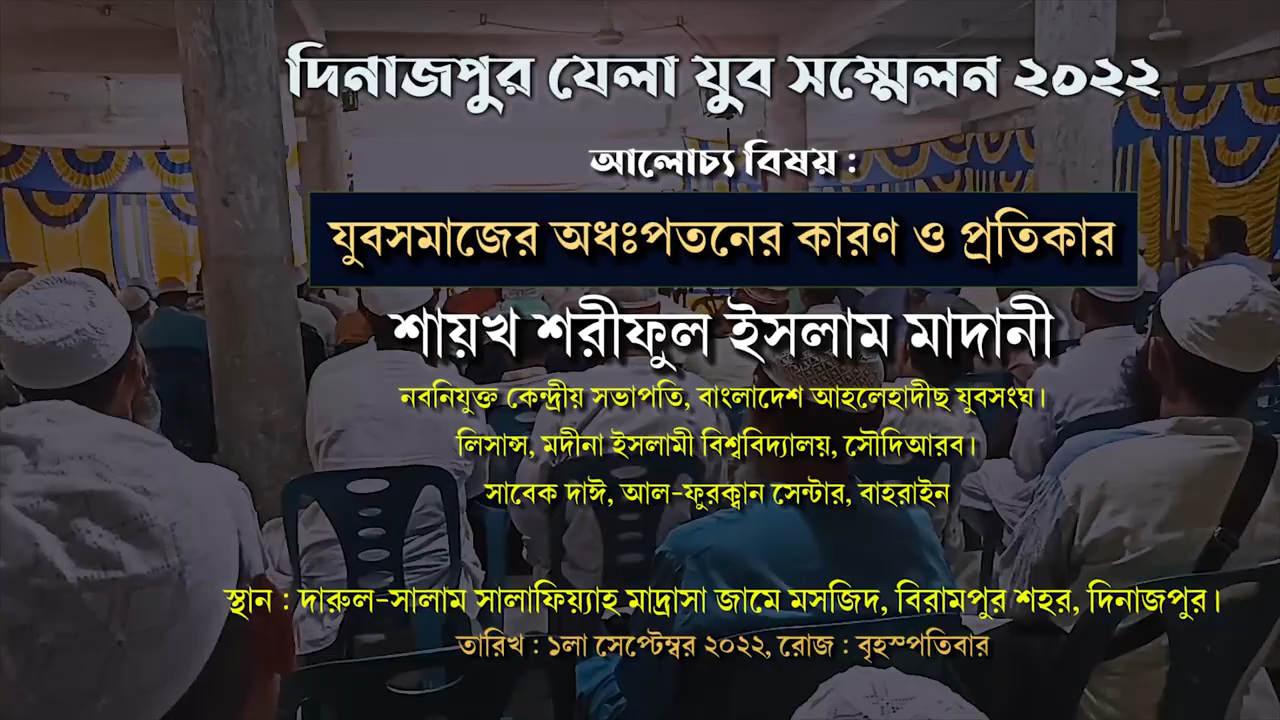 দিনাজপুর যেলা যুব সম্মেলন ২০২২
আলোচ্য বিষয় :
যুবসমাজের অধঃপতনের কারণ ও প্রতিকার
শায়খ শরীফুল ইসলাম মাদানী
নবনিযুক্ত কেন্দ্রীয় সভাপতি, বাংলাদেশ আহলেহাদীছ যুবসংঘ।
লিসান্স, মদীনা ইসলামী বিশ্ববিদ্যালয়, সৌদিআরব।
সাবেক দাঈ, আল-ফুরক্বান সেন্টার, বাহরাইন
স্থান : দারুল-সালাম সালাফিয়্যাহ মাদ্রাসা জামে মসজিদ, বিরামপুর শহর, দিনাজপুর।
তারিখ : ১লা সেপ্টেম্বর ২০২২, রোজ : বৃহস্পতিবার